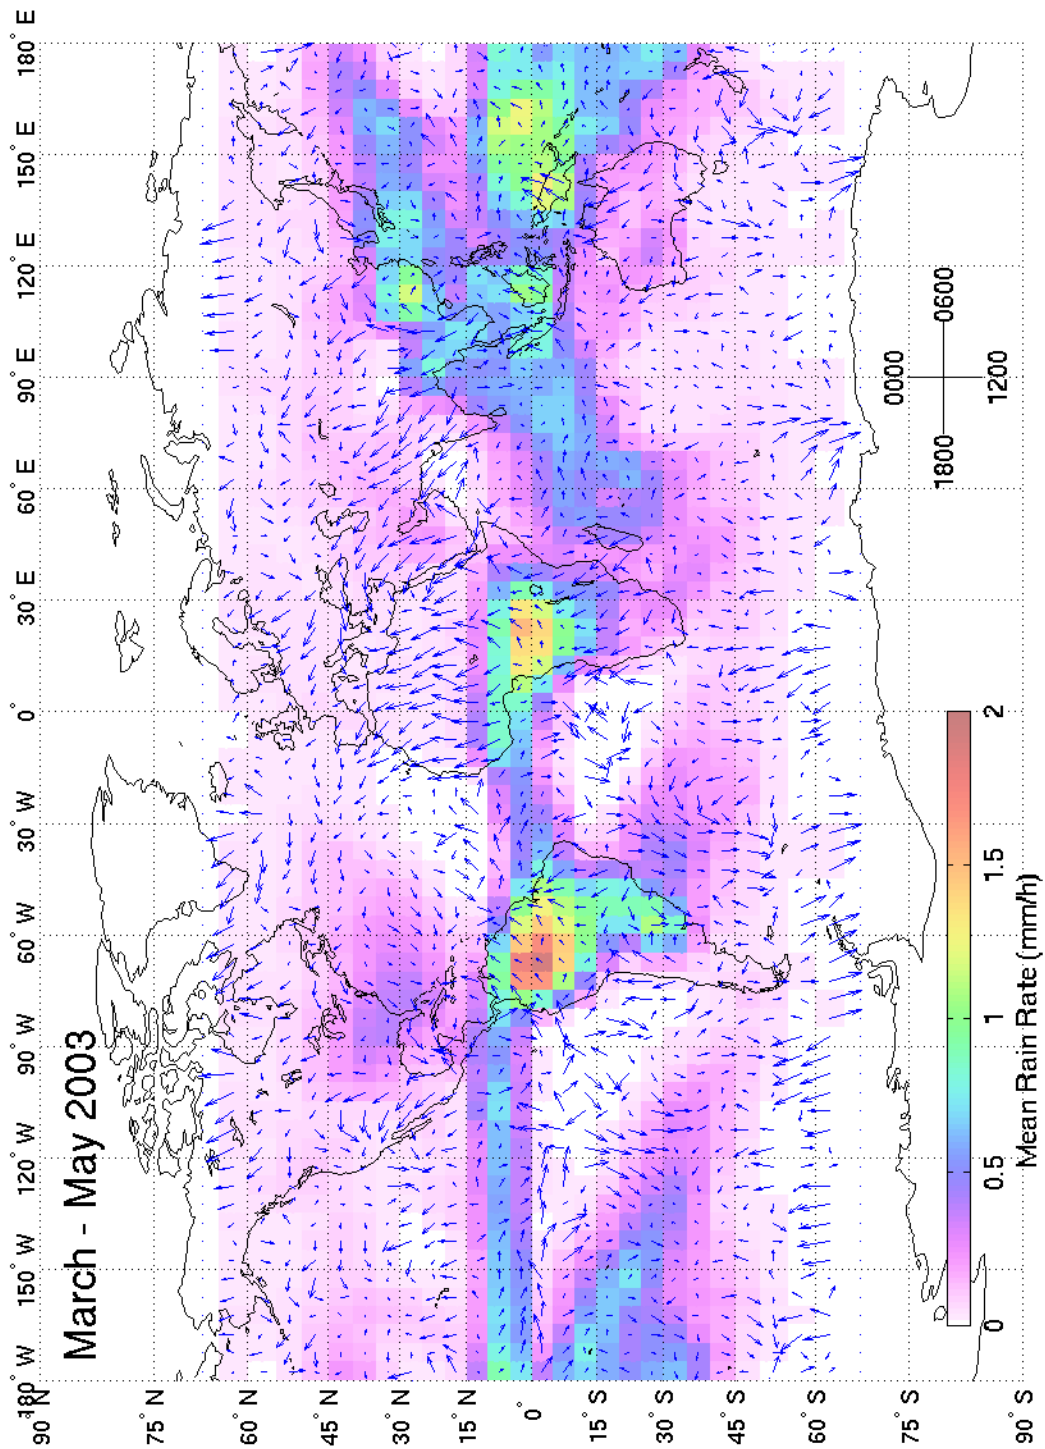 March - May 2003
180° W
150° W
120° W
90° W
60° W
30° W
0°
30° E
60° E
90° E
120° E
150° E
180° E
90° N
75° N
60° N
45° N
30° N
15° N
0°
15° S
30° S
45° S
60° S
75° S
90° S
0000
0600
1200
1800
0
0.5
1
1.5
2
Mean Rain Rate (mm/h)